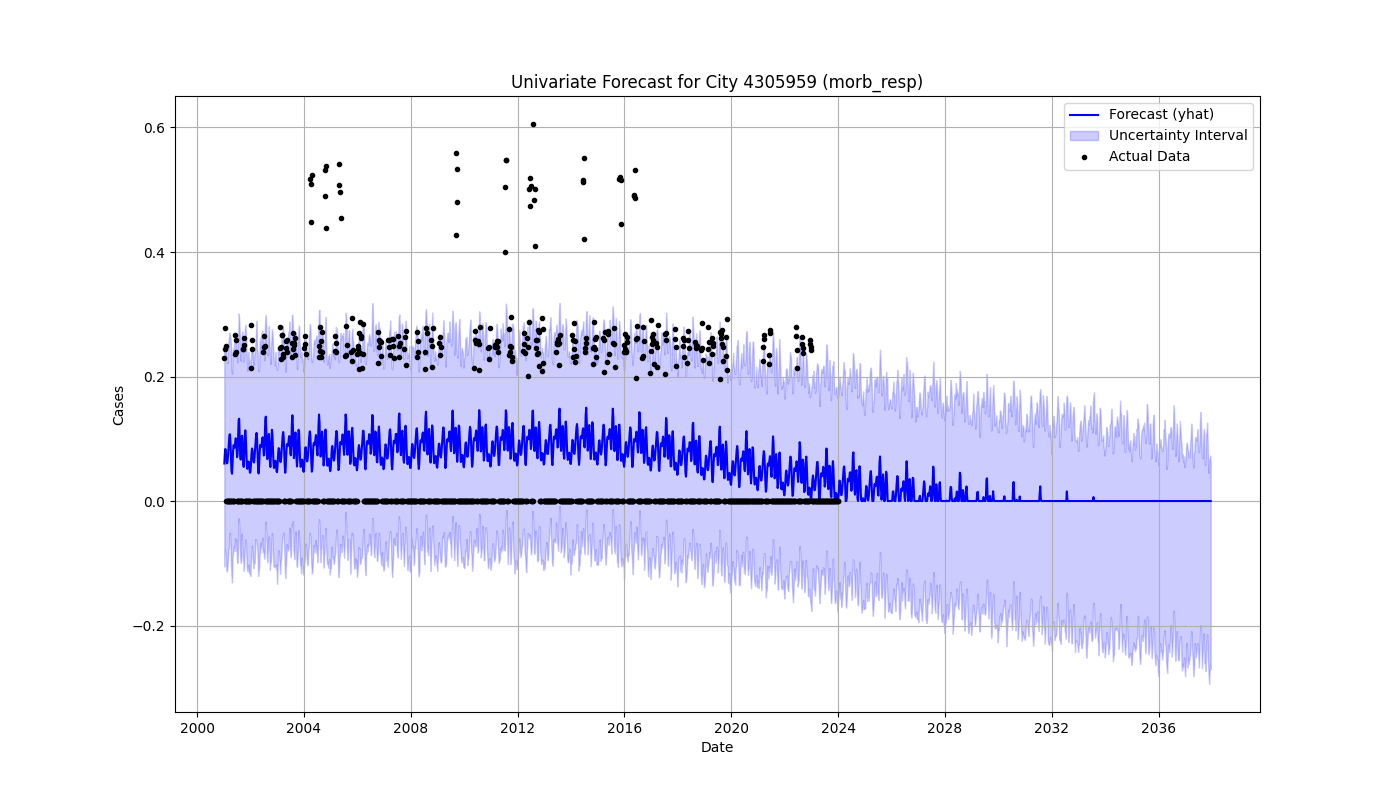 Univariate Forecast for City 4305959 (morb_resp)
Forecast (yhat)
Uncertainty Interval
Actual Data
0.6
0.4
0.2
0.0
−0.2
Cases
2000 2004 2008 2012 2016 2020 2024 2028 2032 2036
Date